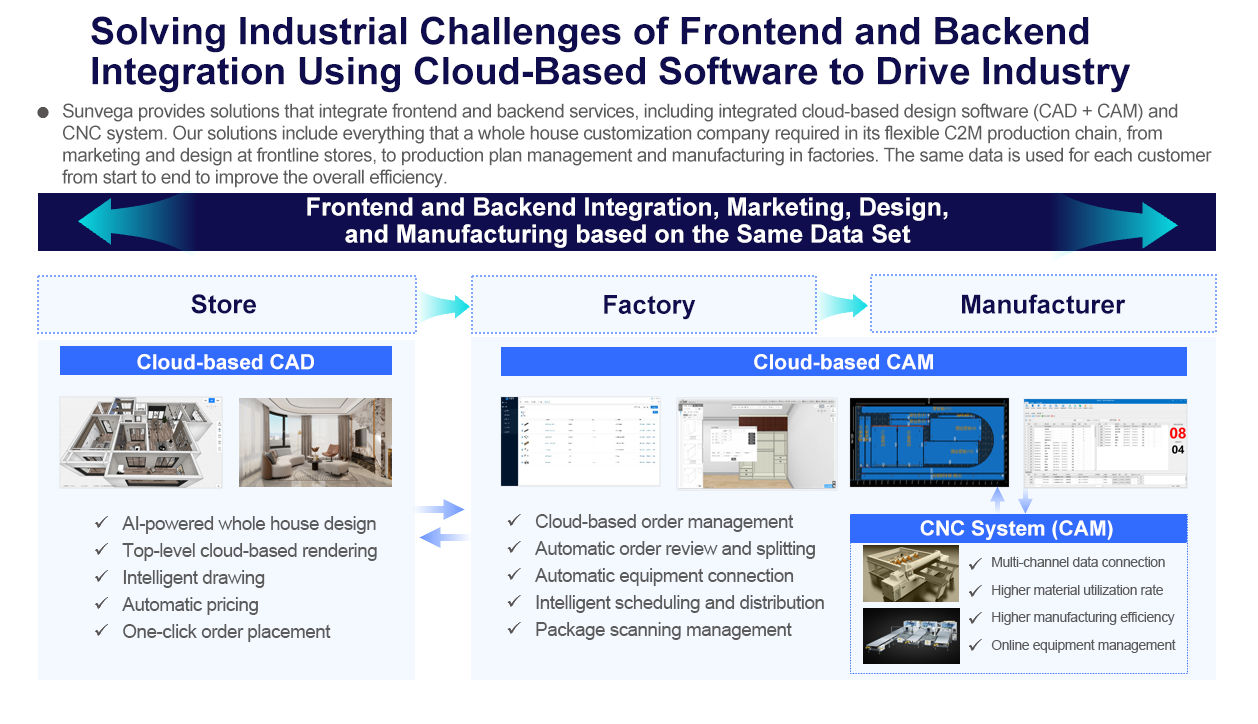 Solving Industrial Challenges of Frontend and Backend
Integration Using Cloud-Based Software to Drive Industry
Sunvega provides solutions that integrate frontend and backend services, including integrated cloud-based design software (CAD + CAM) and
CNC system. Our solutions include everything that a whole house customization company required in its flexible C2M production chain, from
marketing and design at frontline stores, to production plan management and manufacturing in factories. The same data is used for each customer
from start to end to improve the overall efficiency.
Frontend and Backend Integration, Marketing, Design,
and Manufacturing based on the Same Data Set
Store
Factory
Manufacturer
Cloud-based CAD
AI-powered whole house design
Top-level cloud-based rendering
Intelligent drawing
Automatic pricing
One-click order placement
Cloud-based CAM
08
04
Cloud-based order management
Automatic order review and splitting
Automatic equipment connection
Intelligent scheduling and distribution
Package scanning management
CNC System (CAM)
Multi-channel data connection
Higher material utilization rate
Higher manufacturing efficiency
Online equipment management